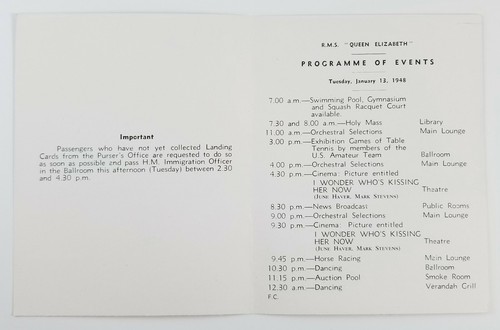 Important
Passengers who have not yet collected Landing
Cards from the Purser's Office are requested to do so
as soon as possible 2nd pass H.M. Immigration Officer
in the Ballroom this afternoon (Tuesday) between 2.30
and 4.30 p.m.
R.M.S. "QUEEN ELIZABETH"
PROGRAMME OF EVENTS
Tuesday, January 13, 1948
7.00 a.m.—Swimming Pool, Gymnasium
and Squash Racquet Court
available.
7.30 and 8.00 a.m.—Holy Mass Library
11.00 a.m.—Orchestral Selections Main Lounge
3.00 p.m.—Exhibition Games of Table
Tennis by members of the
U.S. Amateur Team Ballroom
4.00 p.m.—Orchestral Selections Main Lounge
4.30 p.m.—Cinema: Picture entitled
I WONDER WHO'S KISSING
HER NOW Theatre
(June Haver, Mark Stevens)
8.30 p.m.—News Broadcast Public Rooms
9.00 p.m.—Orchestral Selections Main Lounge
9.30 p.m.—Cinema: Picture entitled
I WONDER WHO'S KISSING
HER NOW Theatre
(June Haver, Mark Stevens)
9.45 p.m.—Horse Racing Main Lounge
10.30 p.m.—Dancing Ballroom
11.15 p.m.—Auction Pool Smoke Room
12.30 a.m.—Dancing Verandah Grill
F.C.